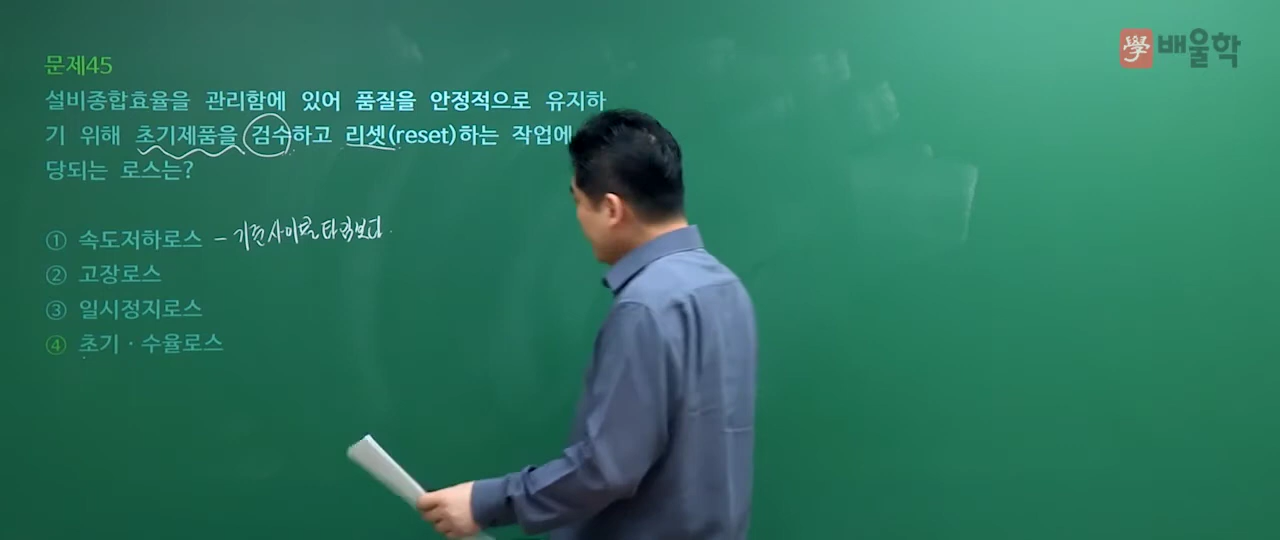 學배울학
문제45
설비종합효율을 관리함에 있어 품질을 안정적으로 유지하
기 위해 초기제품을 검수하고 리셋(reset)하는 작업에
당되는 로스는?
① 속도저하로스 - 기준사이클타임보다
② 고장로스
③ 일시정지로스
④ 초기·수율로스